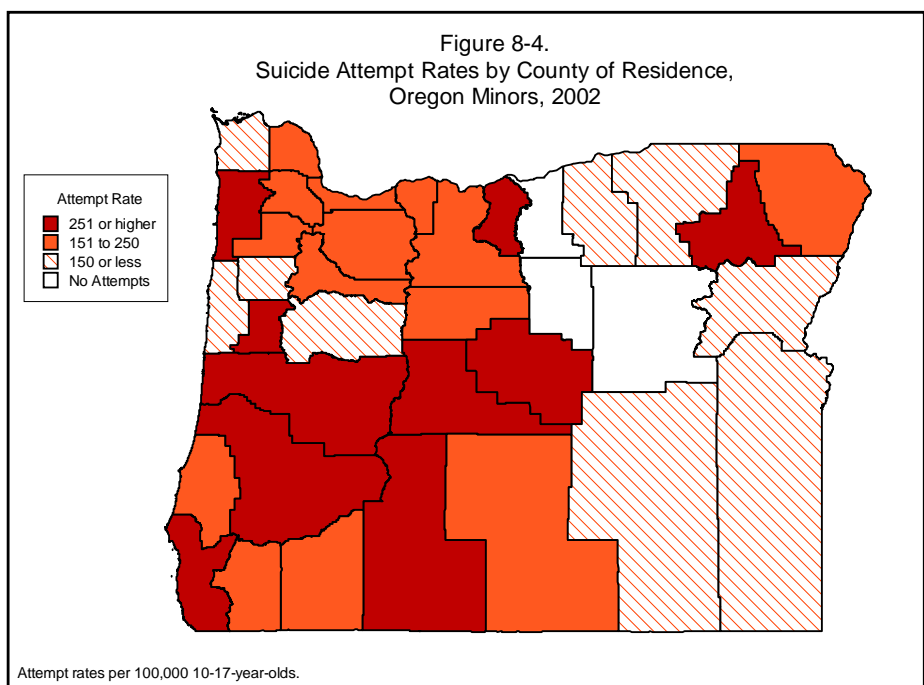 Figure 8-4.
Suicide Attempt Rates by County of Residence,
Oregon Minors, 2002
Attempt Rate
251 or higher
151 to 250
150 or less
No Attempts
Attempt rates per 100,000 10-17-year-olds.